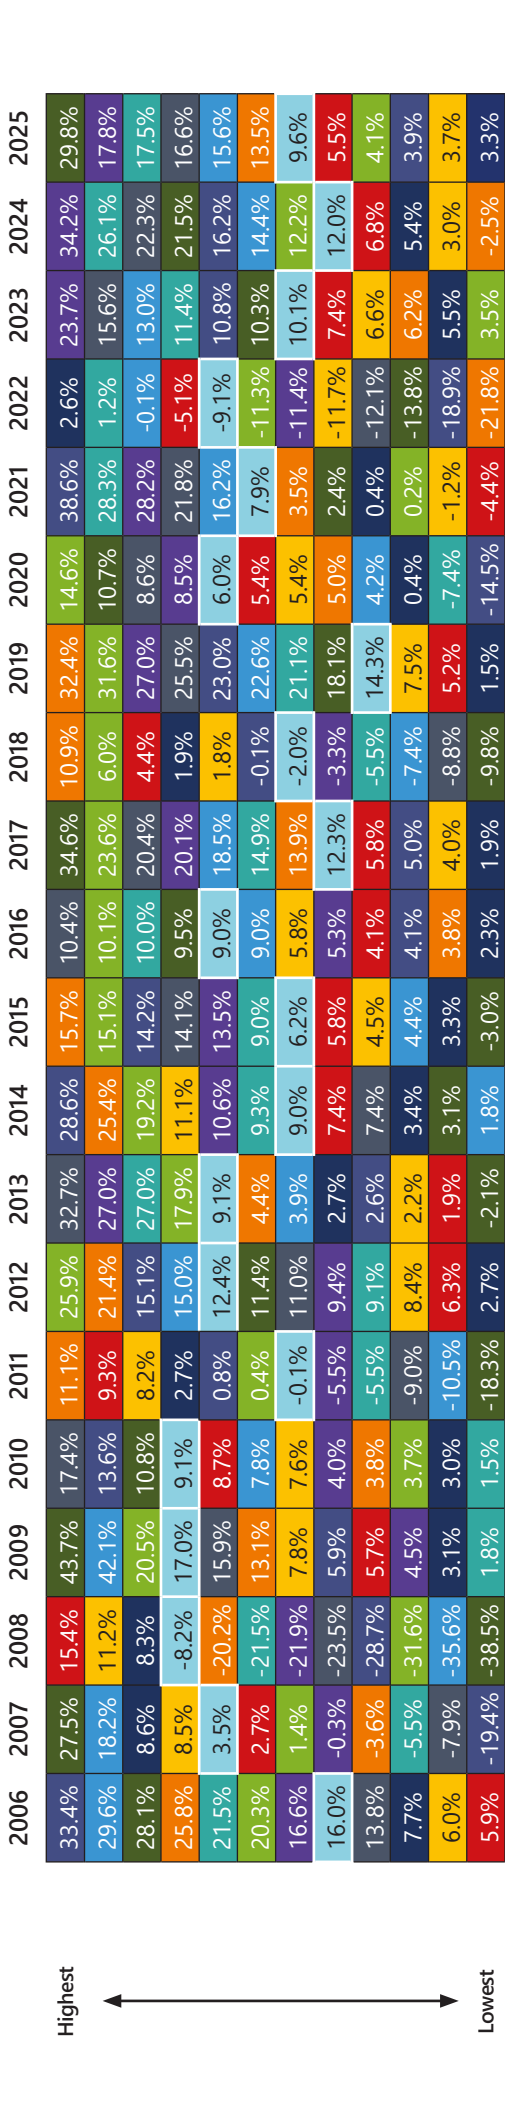 2006 2007 2008 2009 2010 2011 2012 2013 2014 2015 2016 2017 2018 2019 2020 2021 2022 2023 2024 2025
Highest 33.4% 27.5% 15.4% 43.7% 17.4% 11.1% 25.9% 32.7% 28.6% 15.7% 10.4% 34.6% 10.9% 32.4% 14.6% 38.6% 2.6% 23.7% 34.2% 29.8%
29.6% 18.2% 11.2% 42.1% 13.6% 9.3% 21.4% 27.0% 25.4% 15.1% 10.1% 23.6% 6.0% 31.6% 10.7% 28.3% 1.2% 15.6% 26.1% 17.8%
28.1% 8.6% 8.3% 20.5% 10.8% 8.2% 15.1% 27.0% 19.2% 14.2% 10.0% 20.4% 4.4% 27.0% 8.6% 28.2% -0.1% 13.0% 22.3% 17.5%
25.8% 8.5% -8.2% 17.0% 9.1% 2.7% 15.0% 17.9% 11.1% 14.1% 9.5% 20.1% 1.9% 25.5% 8.5% 21.8% -5.1% 11.4% 21.5% 16.6%
21.5% 3.5% -20.2% 15.9% 8.7% 0.8% 12.4% 9.1% 10.6% 13.5% 9.0% 18.5% 1.8% 23.0% 6.0% 16.2% -9.1% 10.8% 16.2% 15.6%
20.3% 2.7% -21.5% 13.1% 7.8% 0.4% 11.4% 4.4% 9.3% 9.0% 9.0% 14.9% -0.1% 22.6% 5.4% 7.9% -11.3% 10.3% 14.4% 13.5%
16.6% 1.4% -21.9% 7.8% 7.6% -0.1% 11.0% 3.9% 9.0% 6.2% 5.8% 13.9% -2.0% 21.1% 5.4% 3.5% -11.4% 10.1% 12.2% 9.6%
16.0% -0.3% -23.5% 5.9% 4.0% -5.5% 9.4% 2.7% 7.4% 5.8% 5.3% 12.3% -3.3% 18.1% 5.0% 2.4% -11.7% 7.4% 12.0% 5.5%
13.8% -3.6% -28.7% 5.7% 3.8% -5.5% 9.1% 2.6% 7.4% 4.5% 4.1% 5.8% -5.5% 14.3% 4.2% 0.4% -12.1% 6.6% 6.8% 4.1%
7.7% -5.5% -31.6% 4.5% 3.7% -9.0% 8.4% 2.2% 3.4% 4.4% 4.1% 5.0% -7.4% 7.5% 0.4% 0.2% -13.8% 6.2% 5.4% 3.9%
6.0% -7.9% -35.6% 3.1% 3.0% -10.5% 6.3% 1.9% 3.1% 3.3% 3.8% 4.0% -8.8% 5.2% -7.4% -1.2% -18.9% 5.5% 3.0% 3.7%
Lowest 5.9% -19.4% -38.5% 1.8% 1.5% -18.3% 2.7% -2.1% 1.8% -3.0% 2.3% 1.9% -9.8% 1.5% -14.5% -4.4% -21.8% 3.5% -2.5% 3.3%